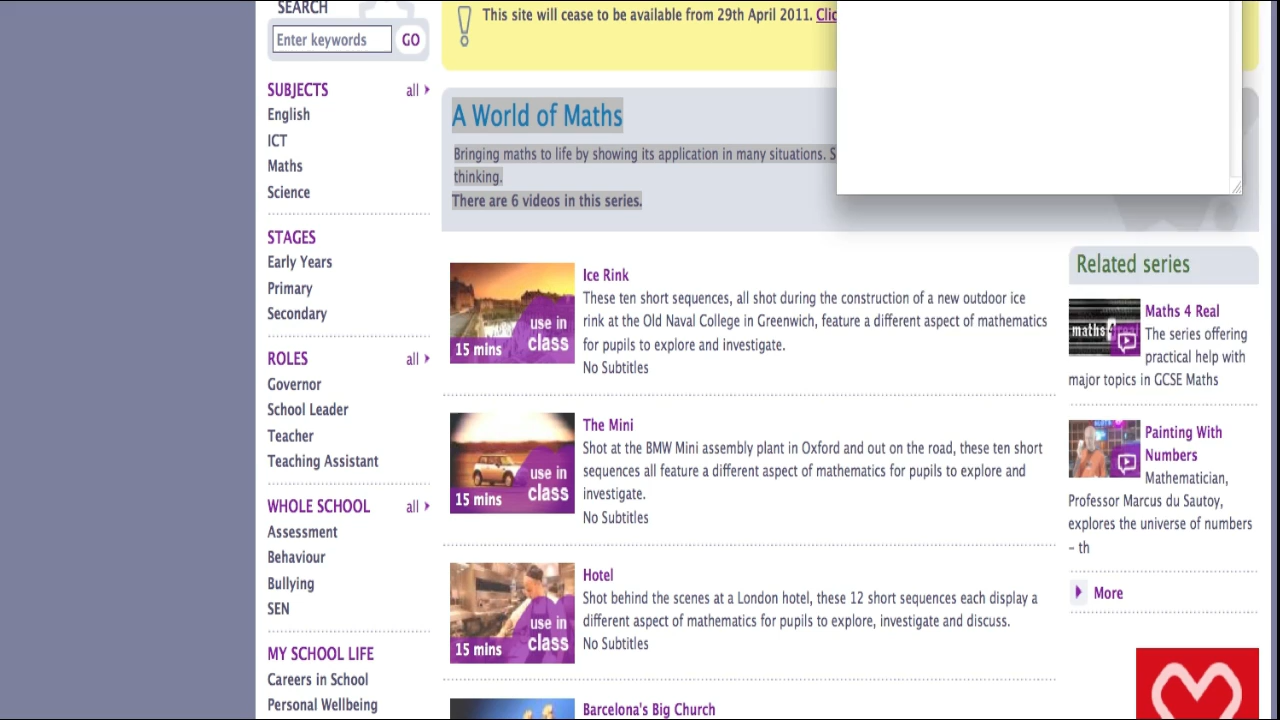 SEARCH
Enter keywords GO
SUBJECTS all
English
ICT
Maths
Science
STAGES
Early Years
Primary
Secondary
ROLES all
Governor
School Leader
Teacher
Teaching Assistant
WHOLE SCHOOL all
Assessment
Behaviour
Bullying
SEN
MY SCHOOL LIFE
Careers in School
Personal Wellbeing
This site will cease to be available from 29th April 2011. Clic
A World of Maths
Bringing maths to life by showing its application in many situations. S
thinking.
There are 6 videos in this series.
use in
class
15 mins
Ice Rink
These ten short sequences, all shot during the construction of a new outdoor ice
rink at the Old Naval College in Greenwich, feature a different aspect of mathematics
for pupils to explore and investigate.
No Subtitles
use in
class
15 mins
The Mini
Shot at the BMW Mini assembly plant in Oxford and out on the road, these ten short
sequences all feature a different aspect of mathematics for pupils to explore and
investigate.
No Subtitles
use in
class
15 mins
Hotel
Shot behind the scenes at a London hotel, these 12 short sequences each display a
different aspect of mathematics for pupils to explore, investigate and discuss.
No Subtitles
Barcelona's Big Church
Related series
maths4real
Maths 4 Real
The series offering
practical help with
major topics in GCSE Maths
Painting With
Numbers
Mathematician,
Professor Marcus du Sautoy,
explores the universe of numbers
– th
More